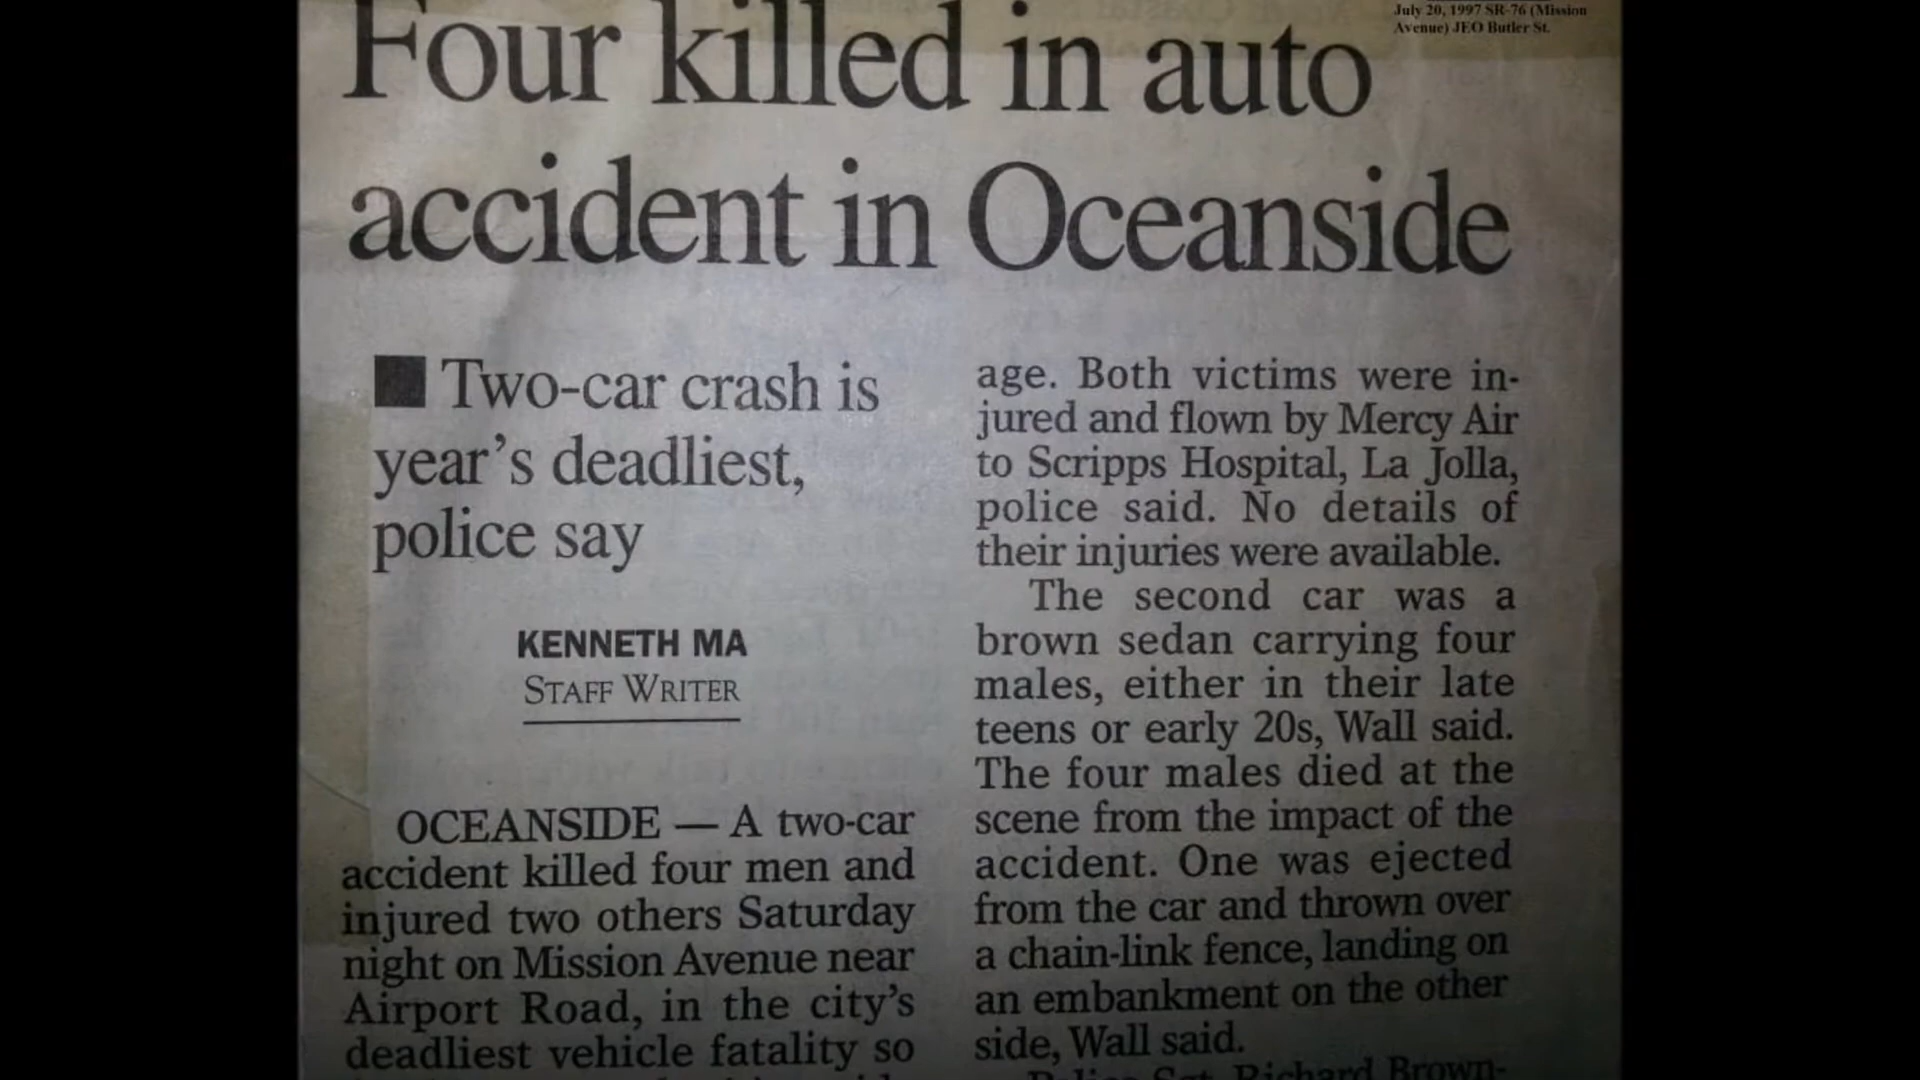 July 20, 1997 SR-76 (Mission
Avenue) JEO Butler St.
Four killed in auto
accident in Oceanside
Two-car crash is
year's deadliest,
police say
KENNETH MA
STAFF WRITER
OCEANSIDE — A two-car
accident killed four men and
injured two others Saturday
night on Mission Avenue near
Airport Road, in the city's
deadliest vehicle fatality so
age. Both victims were in-
jured and flown by Mercy Air
to Scripps Hospital, La Jolla,
police said. No details of
their injuries were available.
The second car was a
brown sedan carrying four
males, either in their late
teens or early 20s, Wall said.
The four males died at the
scene from the impact of the
accident. One was ejected
from the car and thrown over
a chain-link fence, landing on
an embankment on the other
side, Wall said.
Police Sgt. Richard Brown-